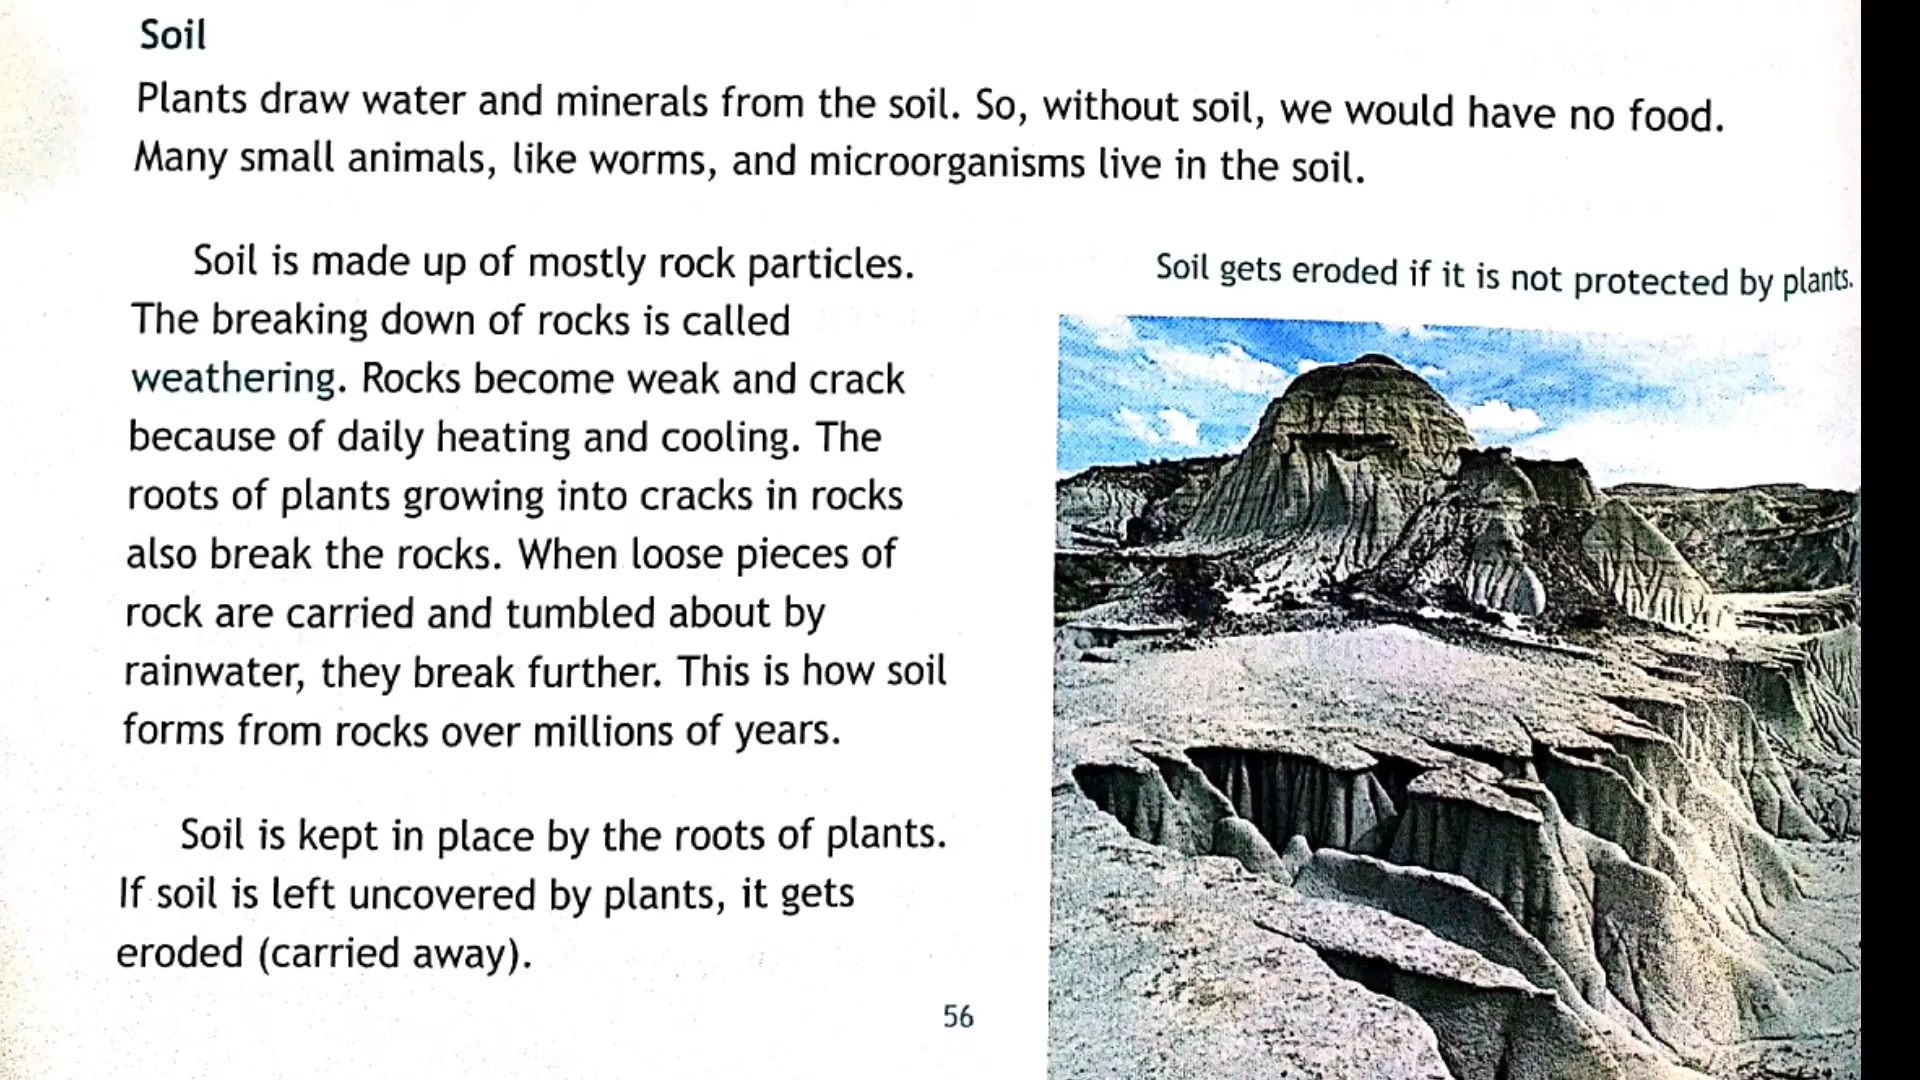 Soil
Plants draw water and minerals from the soil. So, without soil, we would have no food.
Many small animals, like worms, and microorganisms live in the soil.
Soil is made up of mostly rock particles.
The breaking down of rocks is called
weathering. Rocks become weak and crack
because of daily heating and cooling. The
roots of plants growing into cracks in rocks
also break the rocks. When loose pieces of
rock are carried and tumbled about by
rainwater, they break further. This is how soil
forms from rocks over millions of years.
Soil is kept in place by the roots of plants.
If soil is left uncovered by plants, it gets
eroded (carried away).
Soil gets eroded if it is not protected by plants.
56